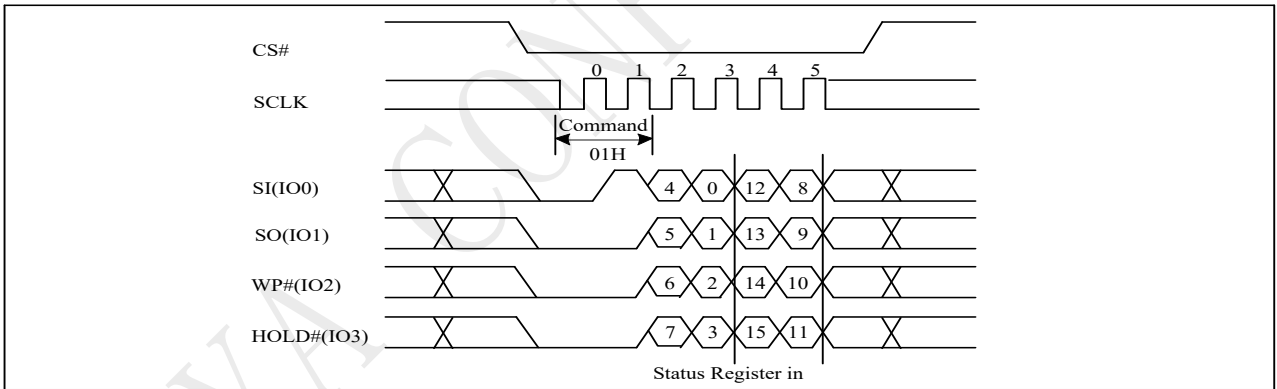 CS#
0 1 2 3 4 5
SCLK
Command
01H
SI(IO0) 4 0 12 8
SO(IO1) 5 1 13 9
WP#(IO2) 6 2 14 10
HOLD#(IO3) 7 3 15 11
Status Register in